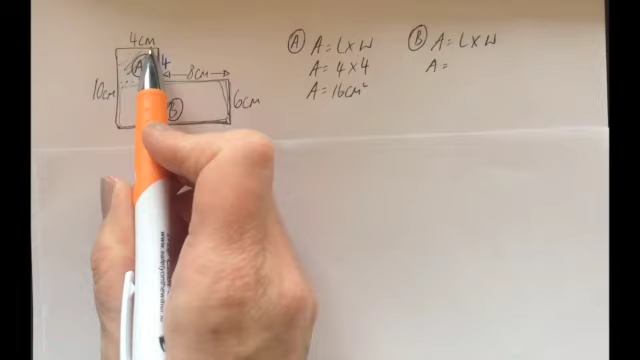 4cm
A
4
8cm
10cm
B
6cm
A A = L × W
A = 4 × 4
A = 16cm²
B A = L × W
A =